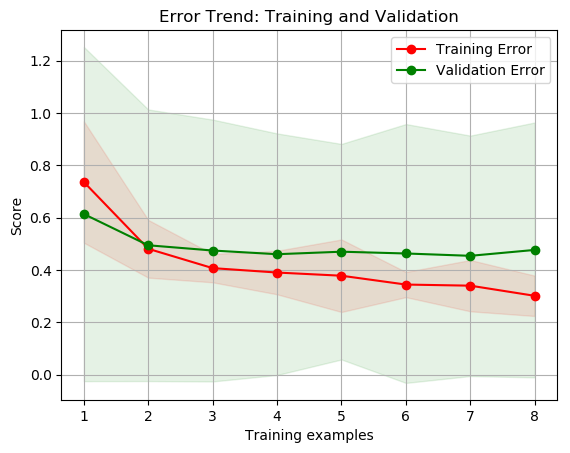 Error Trend: Training and Validation
Training Error
Validation Error
1.2
1.0
0.8
0.6
0.4
0.2
0.0
Score
1 2 3 4 5 6 7 8
Training examples